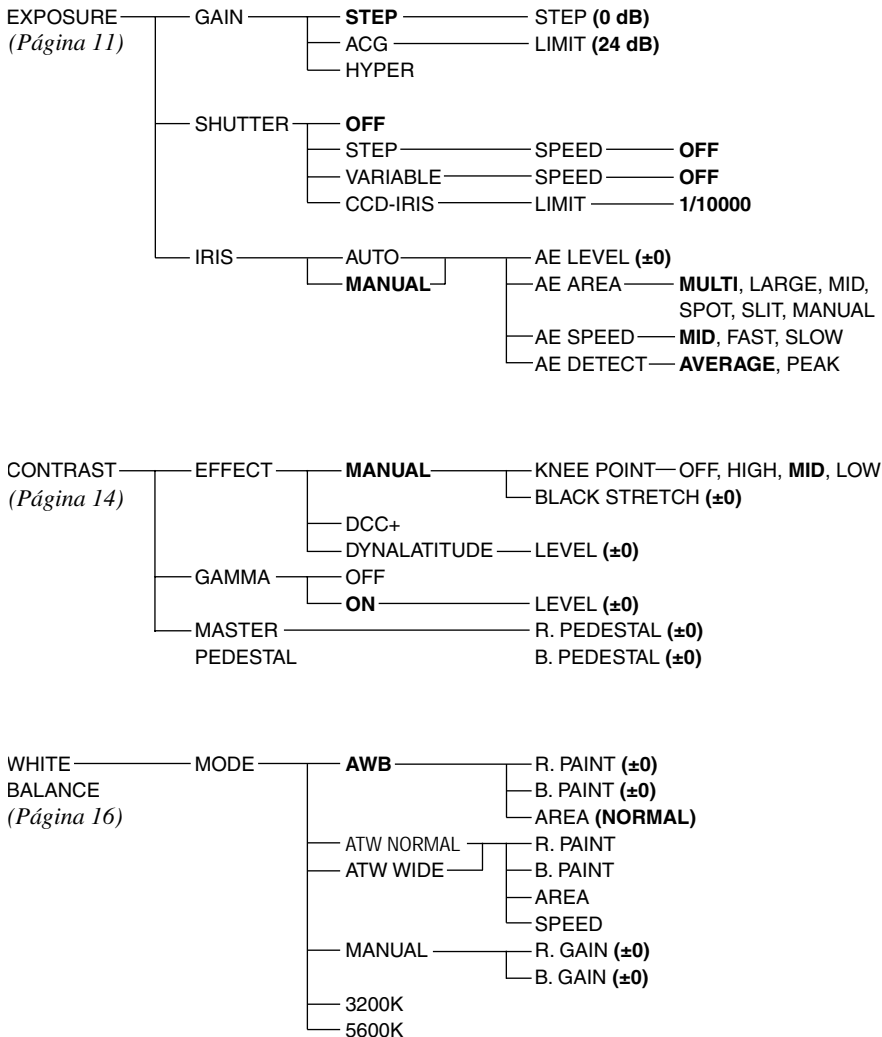 EXPOSURE GAIN STEP STEP (0 dB)
(Página 11) ACG LIMIT (24 dB)
HYPER
SHUTTER OFF
STEP SPEED OFF
VARIABLE SPEED OFF
CCD-IRIS LIMIT 1/10000
IRIS AUTO AE LEVEL (±0)
MANUAL AE AREA MULTI, LARGE, MID,
SPOT, SLIT, MANUAL
AE SPEED MID, FAST, SLOW
AE DETECT AVERAGE, PEAK
CONTRAST EFFECT MANUAL KNEE POINT OFF, HIGH, MID, LOW
(Página 14) BLACK STRETCH (±0)
DCC+
DYNALATITUDE LEVEL (±0)
GAMMA OFF
ON LEVEL (±0)
MASTER R. PEDESTAL (±0)
PEDESTAL B. PEDESTAL (±0)
WHITE MODE AWB R. PAINT (±0)
BALANCE B. PAINT (±0)
(Página 16) AREA (NORMAL)
ATW NORMAL R. PAINT
ATW WIDE B. PAINT
AREA
SPEED
MANUAL R. GAIN (±0)
B. GAIN (±0)
3200K
5600K